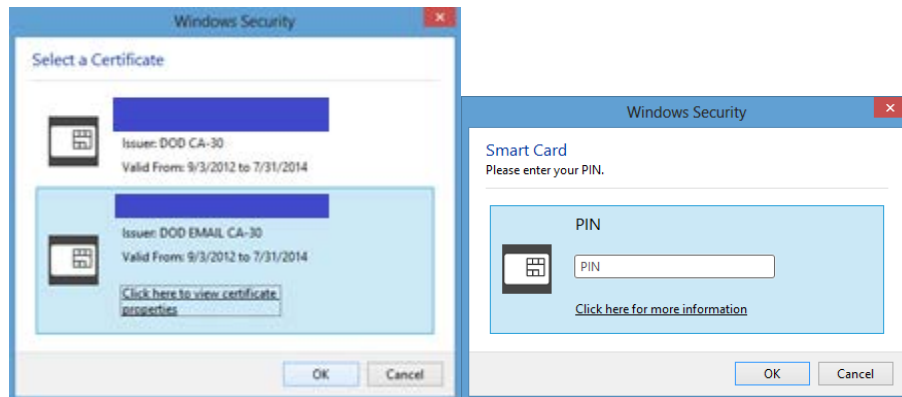 Windows Security
Select a Certificate
Issuer: DOD CA-30
Valid From: 9/3/2012 to 7/31/2014
Issuer: DOD EMAIL CA-30
Valid From: 9/3/2012 to 7/31/2014
Click here to view certificate
properties
OK Cancel
Windows Security
Smart Card
Please enter your PIN.
PIN
PIN
Click here for more information
OK Cancel